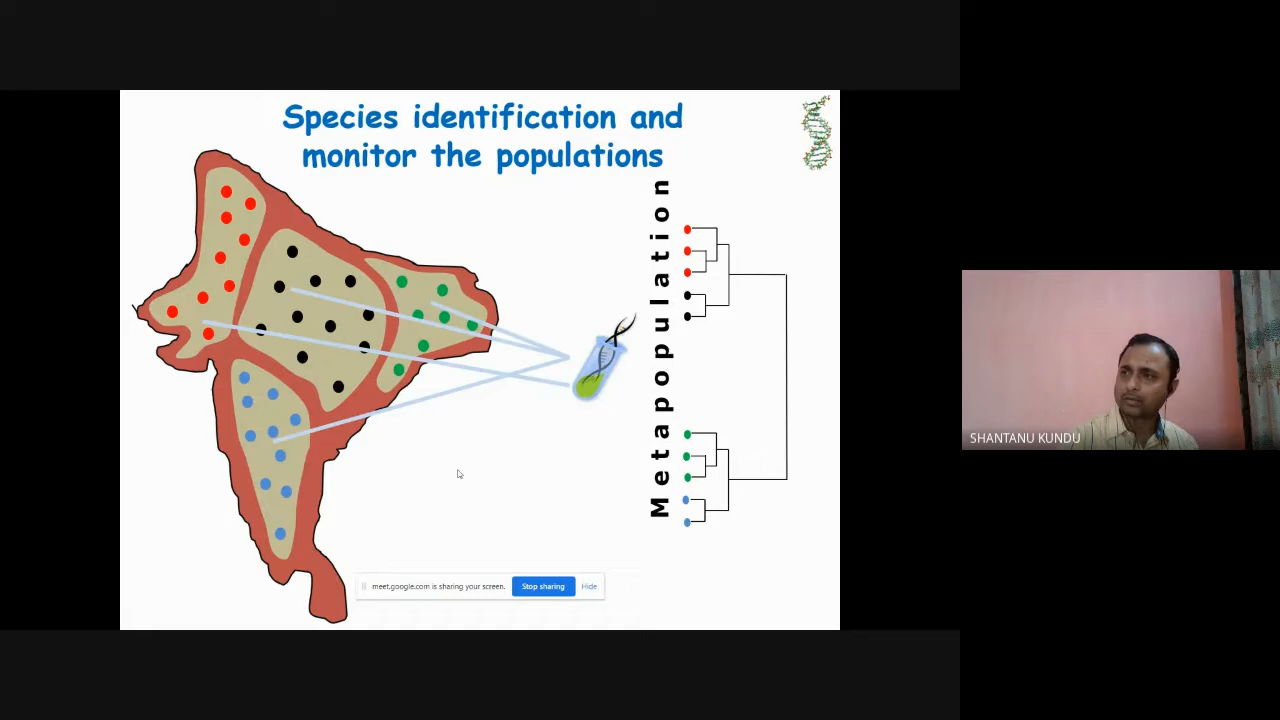 Species identification and
monitor the populations
Metapopulation
meet.google.com is sharing your screen.
Stop sharing
Hide
SHANTANU KUNDU